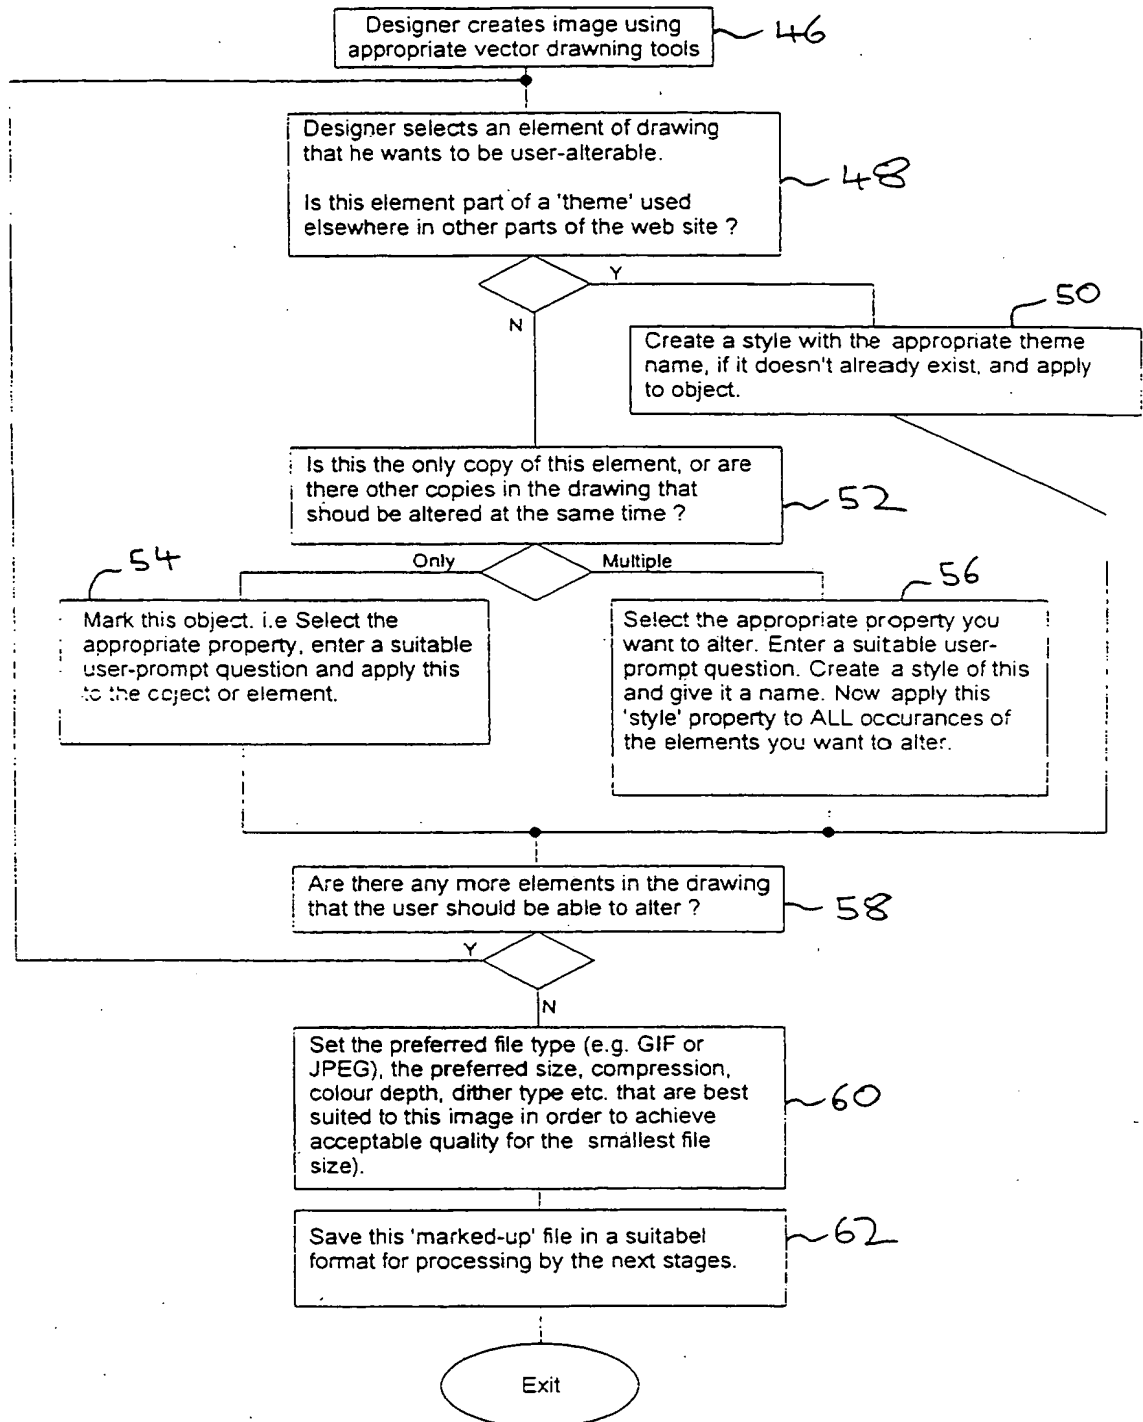 Designer creates image using
appropriate vector drawning tools
46
Designer selects an element of drawing
that he wants to be user-alterable.
Is this element part of a 'theme' used
elsewhere in other parts of the web site ?
48
Y
N
50
Create a style with the appropriate theme
name, if it doesn't already exist, and apply
to object.
Is this the only copy of this element, or are
there other copies in the drawing that
shoud be altered at the same time ?
52
Only
Multiple
54
Mark this object. i.e Select the
appropriate property, enter a suitable
user-prompt question and apply this
to the object or element.
56
Select the appropriate property you
want to alter. Enter a suitable user-
prompt question. Create a style of this
and give it a name. Now apply this
'style' property to ALL occurances of
the elements you want to alter.
Are there any more elements in the drawing
that the user should be able to alter ?
58
Y
N
Set the preferred file type (e.g. GIF or
JPEG), the preferred size, compression,
colour depth, dither type etc. that are best
suited to this image in order to achieve
acceptable quality for the smallest file
size).
60
Save this 'marked-up' file in a suitabel
format for processing by the next stages.
62
Exit